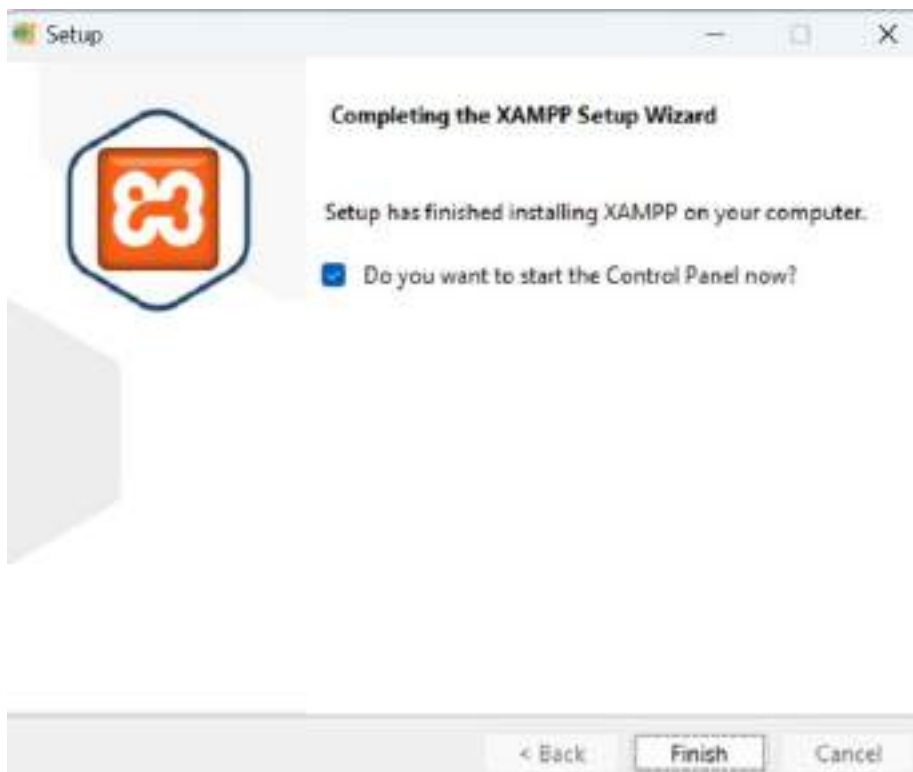 Setup
Completing the XAMPP Setup Wizard
Setup has finished installing XAMPP on your computer.
Do you want to start the Control Panel now?
< Back
Finish
Cancel